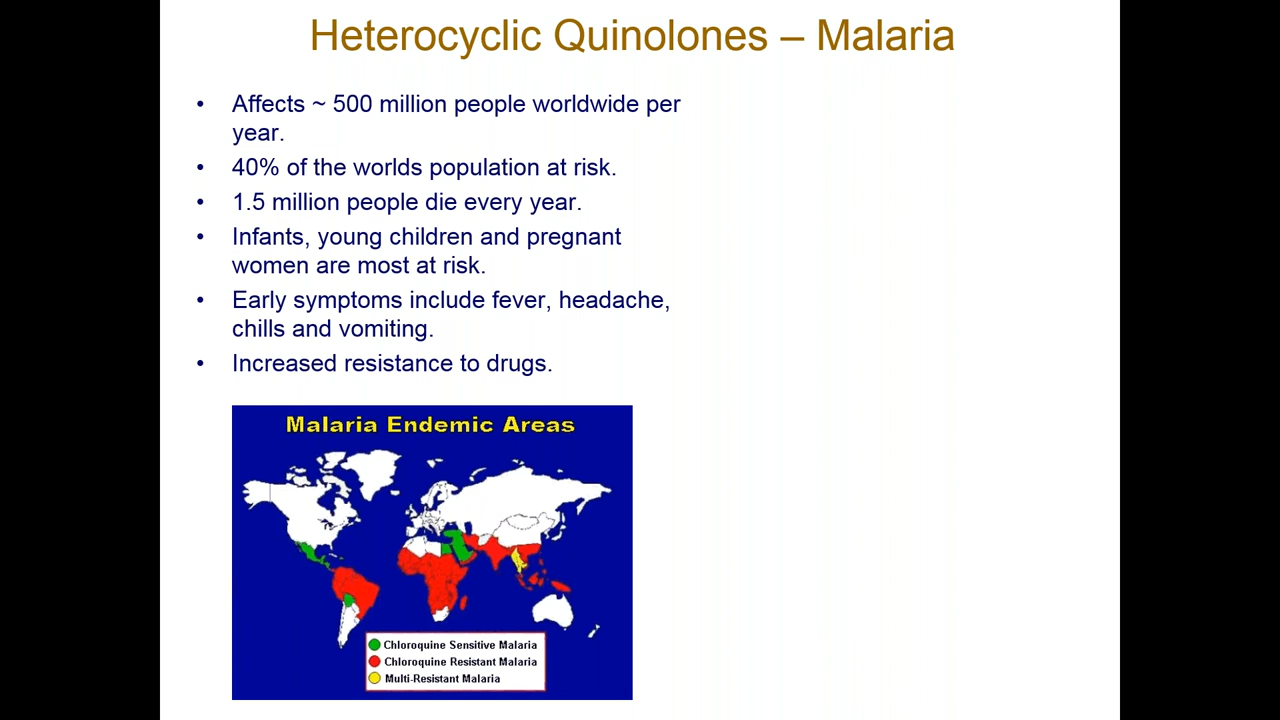 Heterocyclic Quinolones – Malaria
• Affects ~ 500 million people worldwide per
year.
• 40% of the worlds population at risk.
• 1.5 million people die every year.
• Infants, young children and pregnant
women are most at risk.
• Early symptoms include fever, headache,
chills and vomiting.
• Increased resistance to drugs.
Malaria Endemic Areas
Chloroquine Sensitive Malaria
Chloroquine Resistant Malaria
Multi-Resistant Malaria